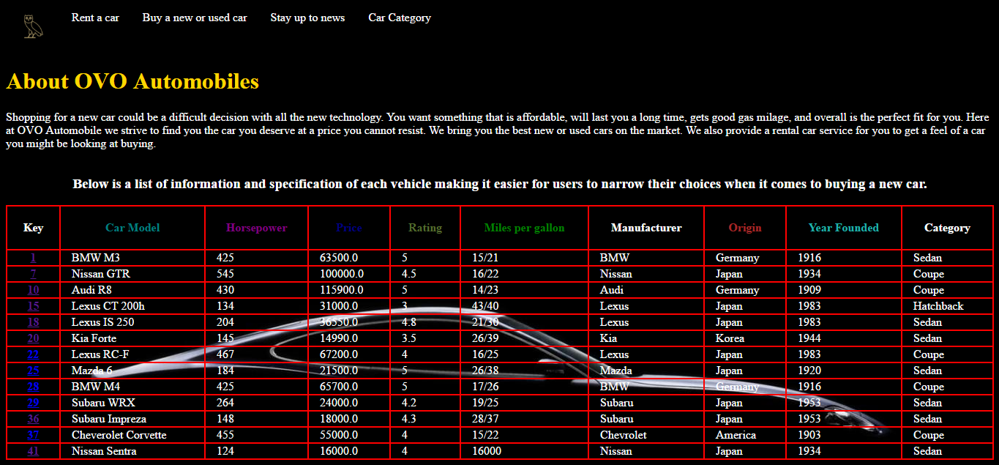 Rent a car Buy a new or used car Stay up to news Car Category
About OVO Automobiles
Shopping for a new car could be a difficult decision with all the new technology. You want something that is affordable, will last you a long time, gets good gas milage, and overall is the perfect fit for you. Here
at OVO Automobile we strive to find you the car you deserve at a price you cannot resist. We bring you the best new or used cars on the market. We also provide a rental car service for you to get a feel of a car
you might be looking at buying.
Below is a list of information and specification of each vehicle making it easier for users to narrow their choices when it comes to buying a new car.
Key Car Model Horsepower Price Rating Miles per gallon Manufacturer Origin Year Founded Category
1 BMW M3 425 63500.0 5 15/21 BMW Germany 1916 Sedan
7 Nissan GTR 545 100000.0 4.5 16/22 Nissan Japan 1934 Coupe
10 Audi R8 430 115900.0 5 14/23 Audi Germany 1909 Coupe
15 Lexus CT 200h 134 31000.0 3 43/40 Lexus Japan 1983 Hatchback
18 Lexus IS 250 204 36550.0 4.8 21/30 Lexus Japan 1983 Sedan
20 Kia Forte 145 14990.0 3.5 26/39 Kia Korea 1944 Sedan
22 Lexus RC-F 467 67200.0 4 16/25 Lexus Japan 1983 Coupe
25 Mazda 6 184 21500.0 5 26/38 Mazda Japan 1920 Sedan
28 BMW M4 425 65700.0 5 17/26 BMW Germany 1916 Coupe
29 Subaru WRX 264 24000.0 4.2 19/25 Subaru Japan 1953 Sedan
36 Subaru Impreza 148 18000.0 4.3 28/37 Subaru Japan 1953 Sedan
37 Cheverolet Corvette 455 55000.0 4 15/22 Chevrolet America 1903 Coupe
41 Nissan Sentra 124 16000.0 4 16000 Nissan Japan 1934 Sedan